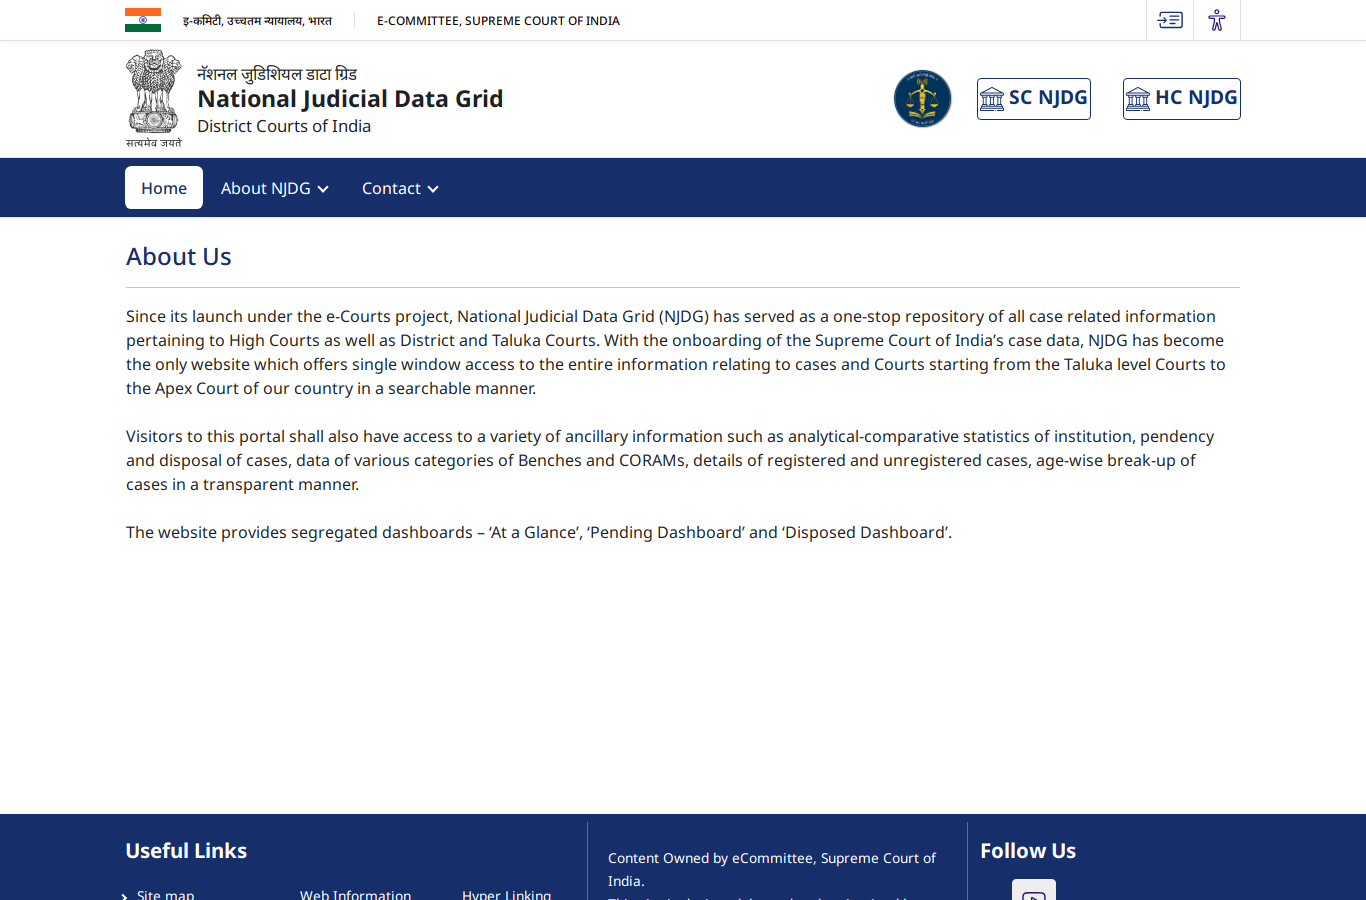 इ-कमिटी, उच्चतम न्यायालय, भारत
E-COMMITTEE, SUPREME COURT OF INDIA
नॅशनल जुडिशियल डाटा ग्रिड
National Judicial Data Grid
District Courts of India
सत्यमेव जयते
SC NJDG
HC NJDG
Home
About NJDG
Contact
About Us
Since its launch under the e-Courts project, National Judicial Data Grid (NJDG) has served as a one-stop repository of all case related information
pertaining to High Courts as well as District and Taluka Courts. With the onboarding of the Supreme Court of India’s case data, NJDG has become
the only website which offers single window access to the entire information relating to cases and Courts starting from the Taluka level Courts to
the Apex Court of our country in a searchable manner.
Visitors to this portal shall also have access to a variety of ancillary information such as analytical-comparative statistics of institution, pendency
and disposal of cases, data of various categories of Benches and CORAMs, details of registered and unregistered cases, age-wise break-up of
cases in a transparent manner.
The website provides segregated dashboards – ‘At a Glance’, ‘Pending Dashboard’ and ‘Disposed Dashboard’.
Useful Links
Site map
Web Information
Hyper Linking
Content Owned by eCommittee, Supreme Court of
India.
Follow Us